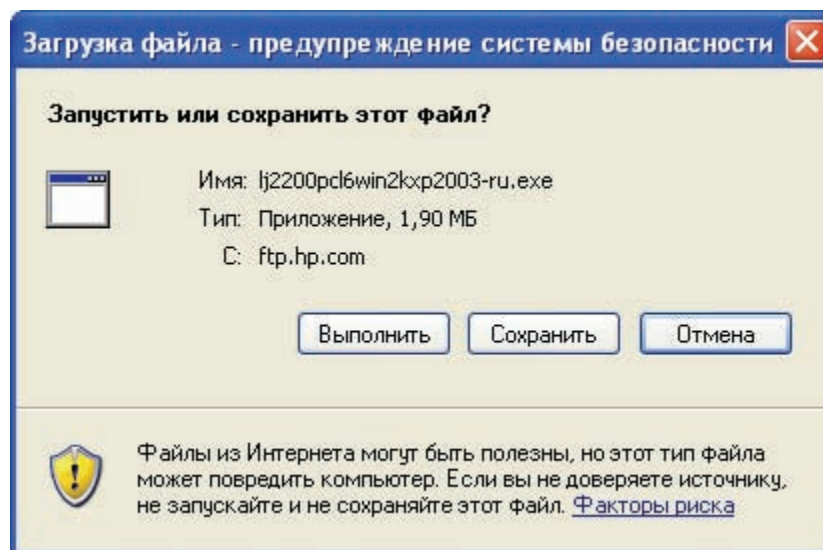 Загрузка файла - предупреждение системы безопасности
Запустить или сохранить этот файл?
Имя: lj2200pcl6win2kxp2003-ru.exe
Тип: Приложение, 1,90 МБ
С: ftp.hp.com
Выполнить Сохранить Отмена
Файлы из Интернета могут быть полезны, но этот тип файла
может повредить компьютер. Если вы не доверяете источнику,
не запускайте и не сохраняйте этот файл. Факторы риска